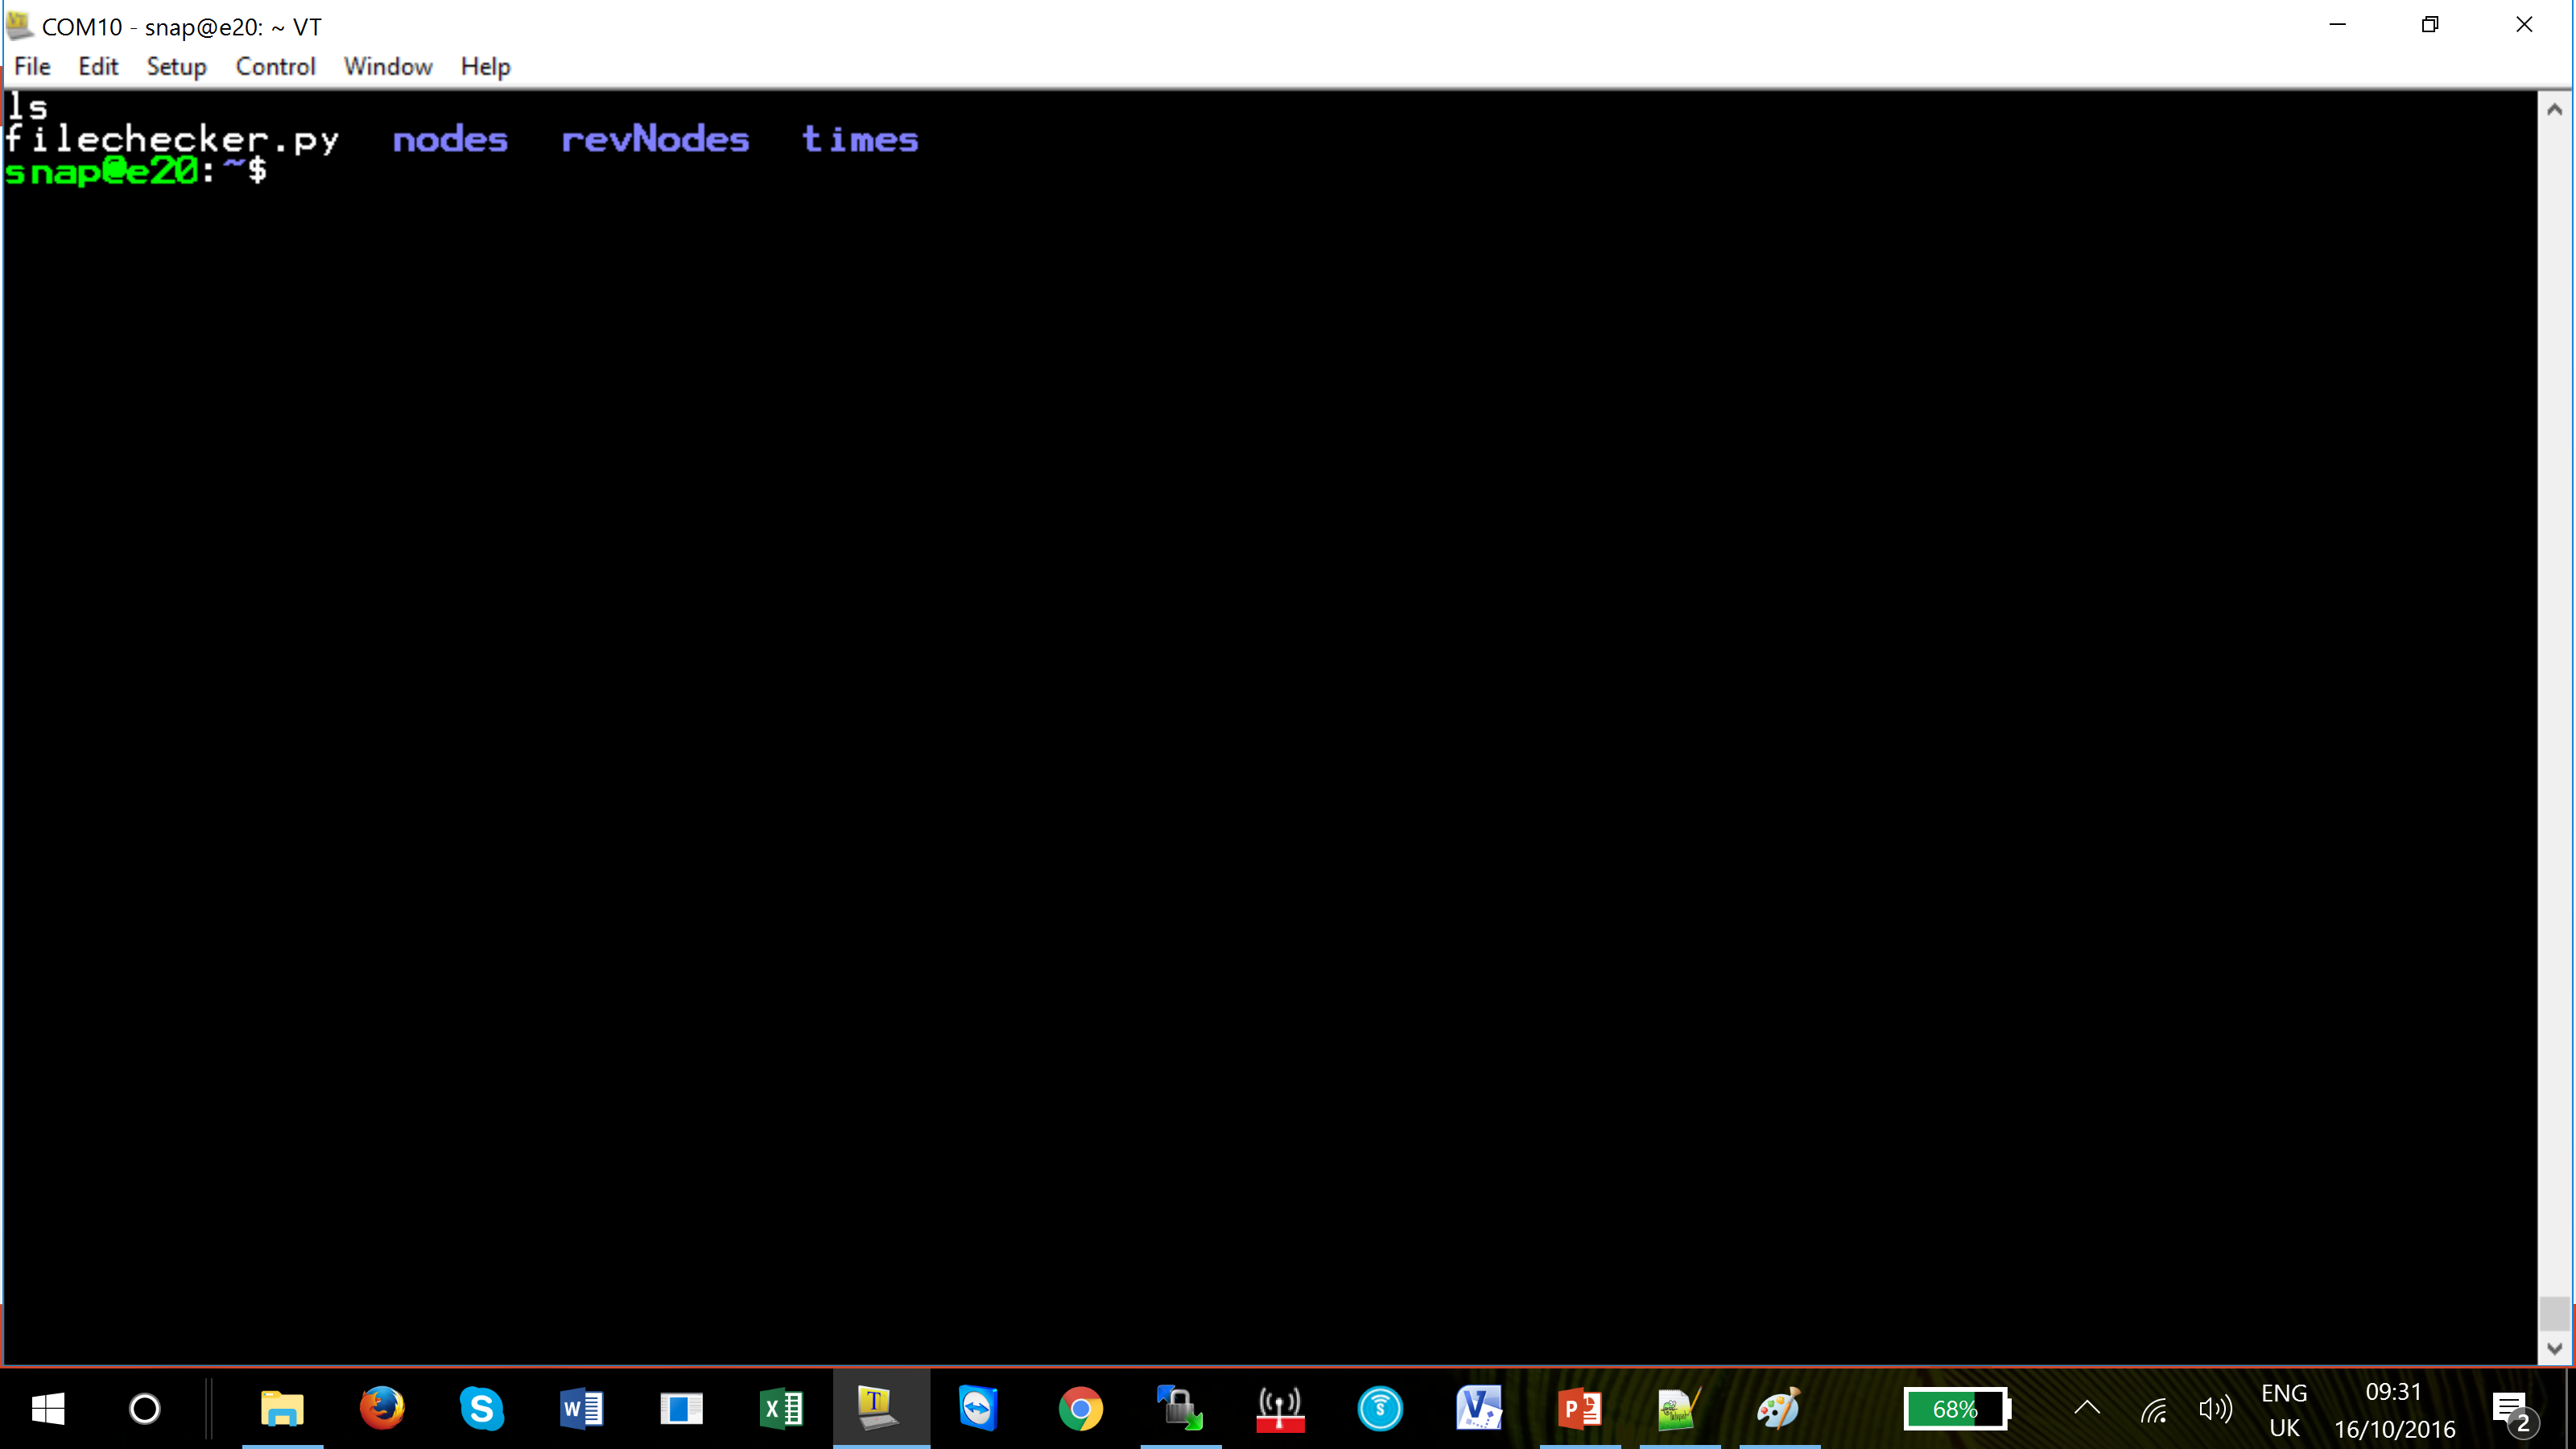 COM10 - snap@e20: ~ VT
File Edit Setup Control Window Help
ls
filechecker.py nodes revNodes times
snap@e20:~$
68%
ENG
UK
09:31
16/10/2016
2